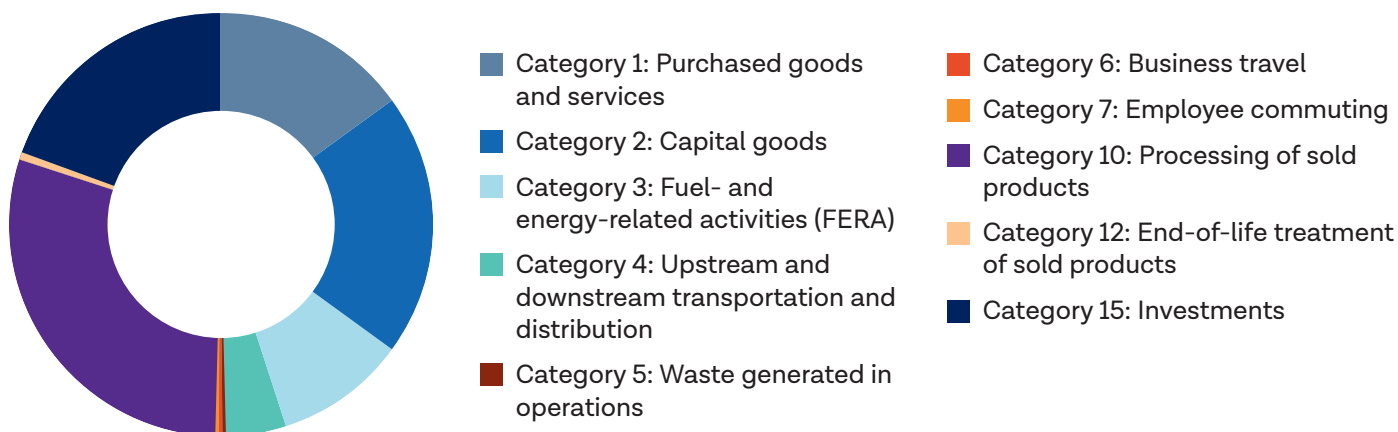 Category 1: Purchased goods
and services
Category 2: Capital goods
Category 3: Fuel- and
energy-related activities (FERA)
Category 4: Upstream and
downstream transportation and
distribution
Category 5: Waste generated in
operations
Category 6: Business travel
Category 7: Employee commuting
Category 10: Processing of sold
products
Category 12: End-of-life treatment
of sold products
Category 15: Investments